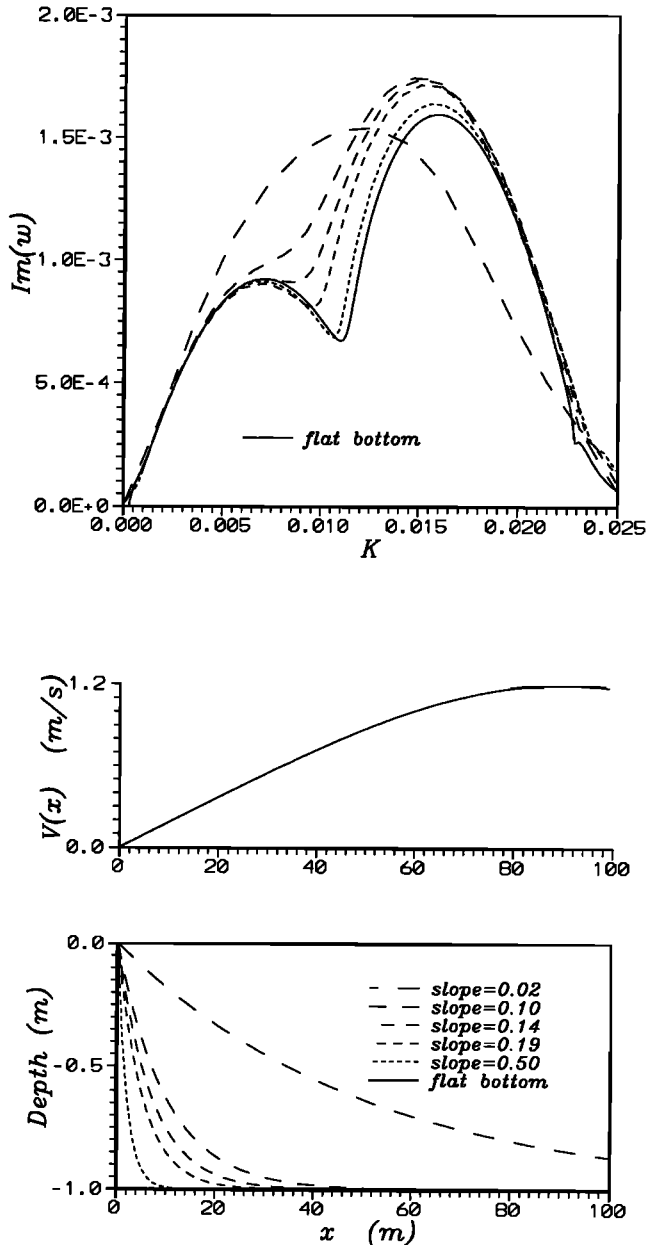 2.0E-3
1.5E-3
1.0E-3
5.0E-4
0.0E+0
Im(w)
flat bottom
0.000 0.005 0.010 0.015 0.020 0.025
K
1.2
0.0
V(x) (m/s)
0 20 40 60 80 100
0.0
-0.5
-1.0
Depth (m)
slope=0.02
slope=0.10
slope=0.14
slope=0.19
slope=0.50
flat bottom
0 20 40 60 80 100
x (m)